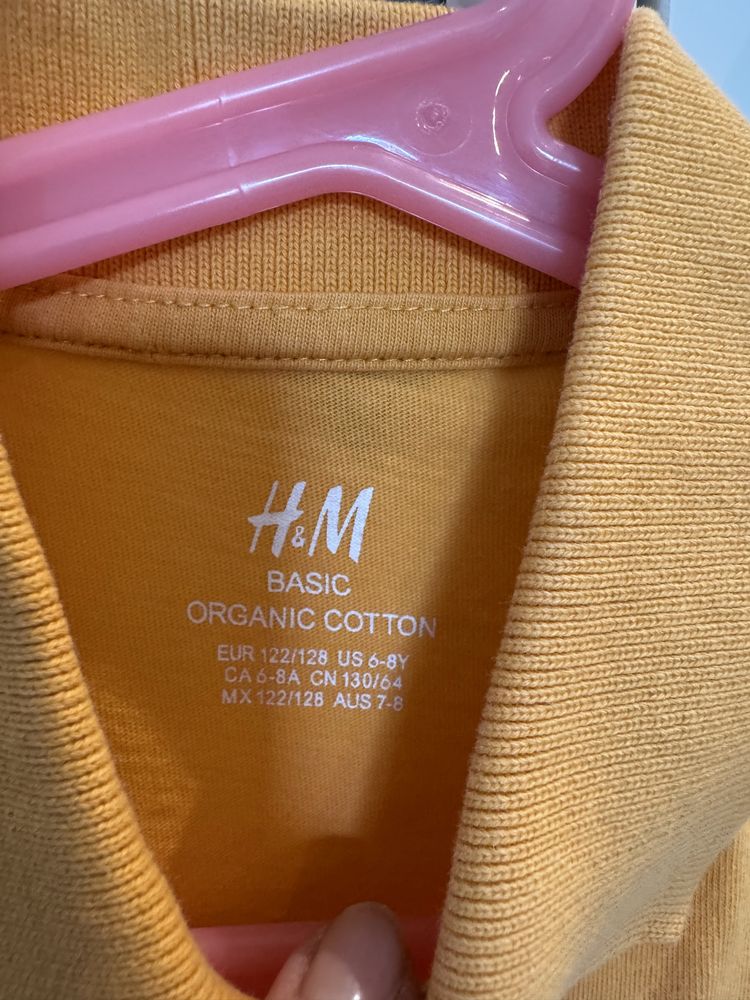 H&M
BASIC
ORGANIC COTTON
EUR 122/128 US 6-8Y
CA 6-8A CN 130/64
MX 122/128 AUS 7-8